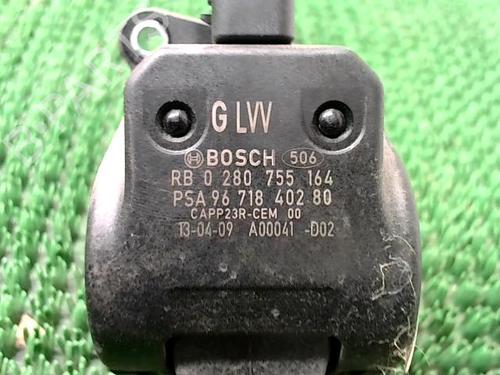 G LVV
BOSCH 506
RB 0 280 755 164
PSA 96 718 402 80
CAPP23R-CEM 00
13-04-09 A00041 -D02